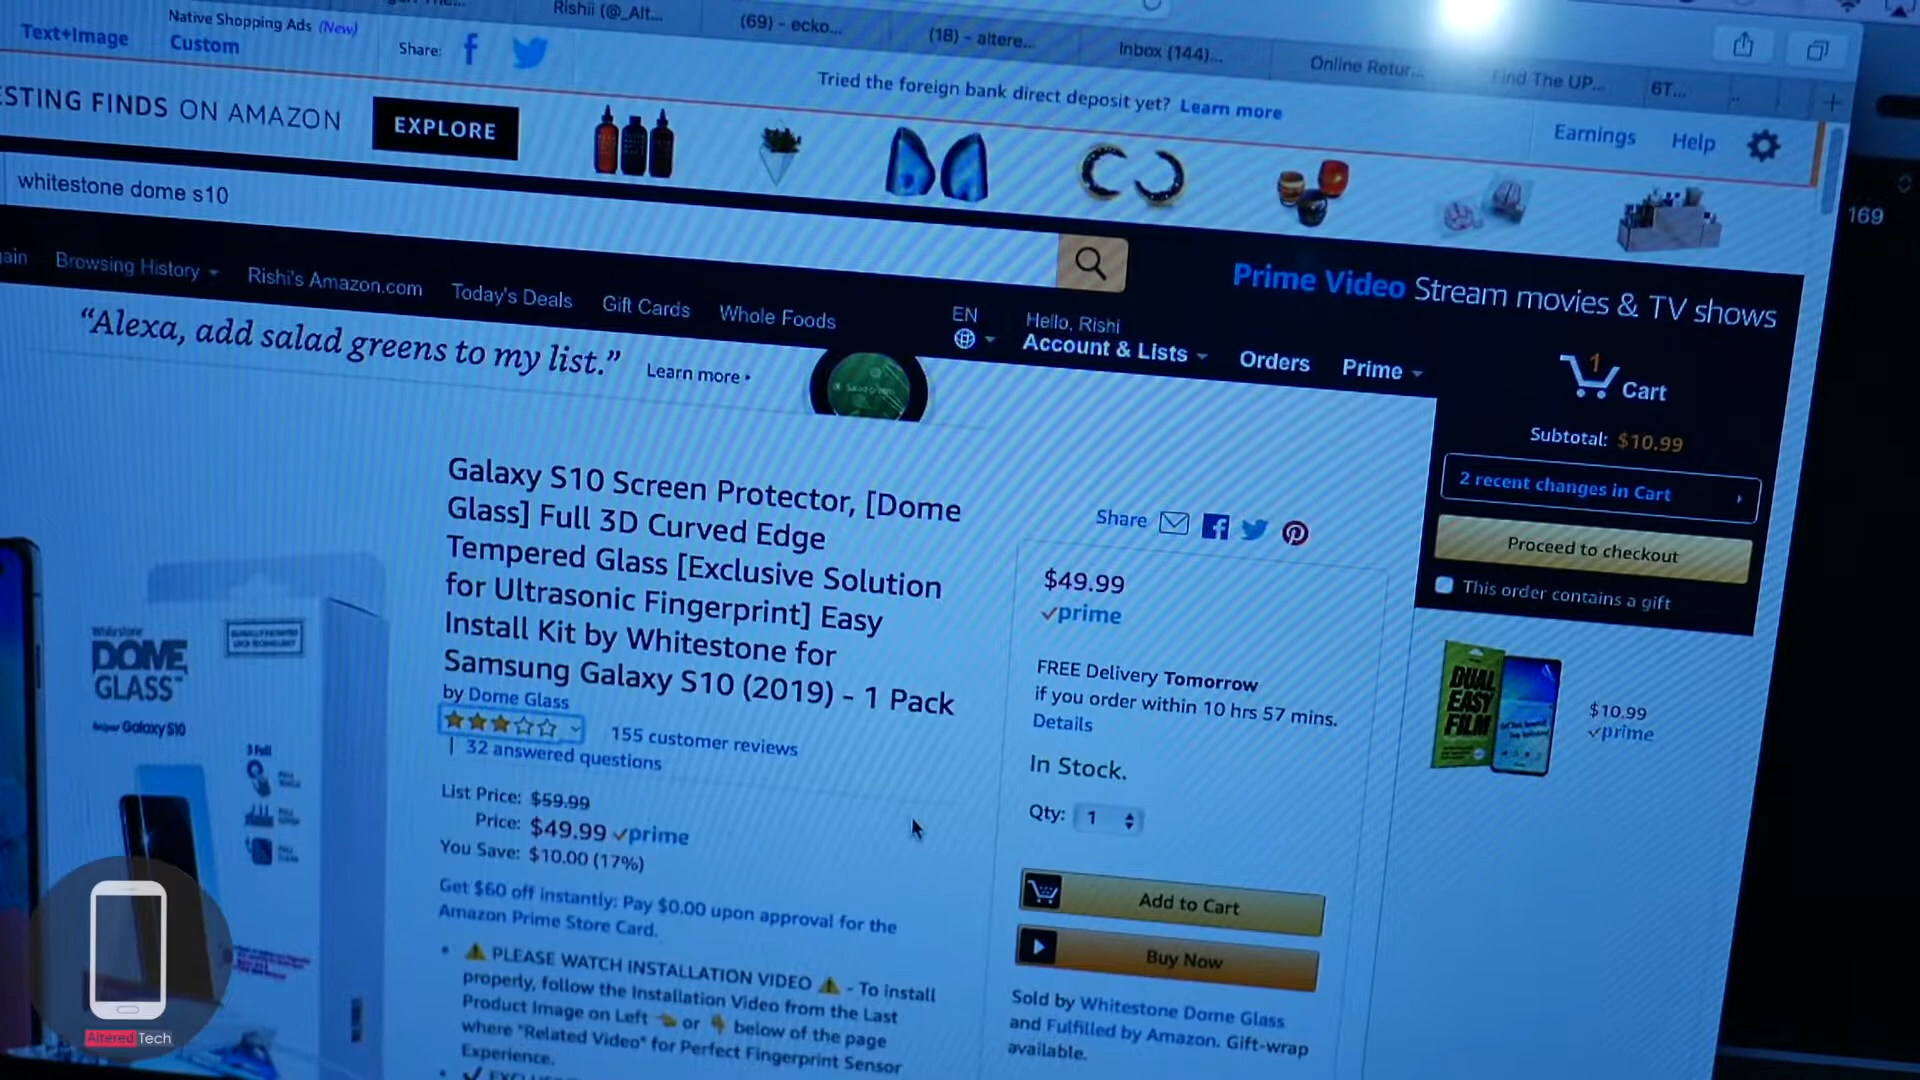 Rishii (@_Alt...
(69) - ecko...
(18) - altere...
Inbox (144)...
Online Retur...
Find The UP...
6T...
Text+Image
Native Shopping Ads (New)
Custom
Share:
Tried the foreign bank direct deposit yet? Learn more
Earnings
Help
STING FINDS ON AMAZON
EXPLORE
whitestone dome s10
169
Prime Video Stream movies & TV shows
ain
Browsing History
Rishi's Amazon.com
Today's Deals
Gift Cards
Whole Foods
EN
Hello, Rishi
Account & Lists
Orders
Prime
1
Cart
"Alexa, add salad greens to my list."
Learn more
Subtotal: $10.99
2 recent changes in Cart
Proceed to checkout
This order contains a gift
Galaxy S10 Screen Protector, [Dome
Glass] Full 3D Curved Edge
Tempered Glass [Exclusive Solution
for Ultrasonic Fingerprint] Easy
Install Kit by Whitestone for
Samsung Galaxy S10 (2019) - 1 Pack
by Dome Glass
155 customer reviews
| 32 answered questions
List Price: $59.99
Price: $49.99 prime
You Save: $10.00 (17%)
Get $60 off instantly: Pay $0.00 upon approval for the
Amazon Prime Store Card.
PLEASE WATCH INSTALLATION VIDEO - To install
properly, follow the Installation Video from the Last
Product Image on Left or below of the page
where "Related Video" for Perfect Fingerprint Sensor
Experience.
Share
$49.99
prime
FREE Delivery Tomorrow
if you order within 10 hrs 57 mins.
Details
In Stock.
Qty: 1
Add to Cart
Buy Now
Sold by Whitestone Dome Glass
and Fulfilled by Amazon. Gift-wrap
available.
DUAL
EASY
FILM
$10.99
prime
Whitestone
DOME
GLASS
Galaxy S10
3 Full
Altered Tech